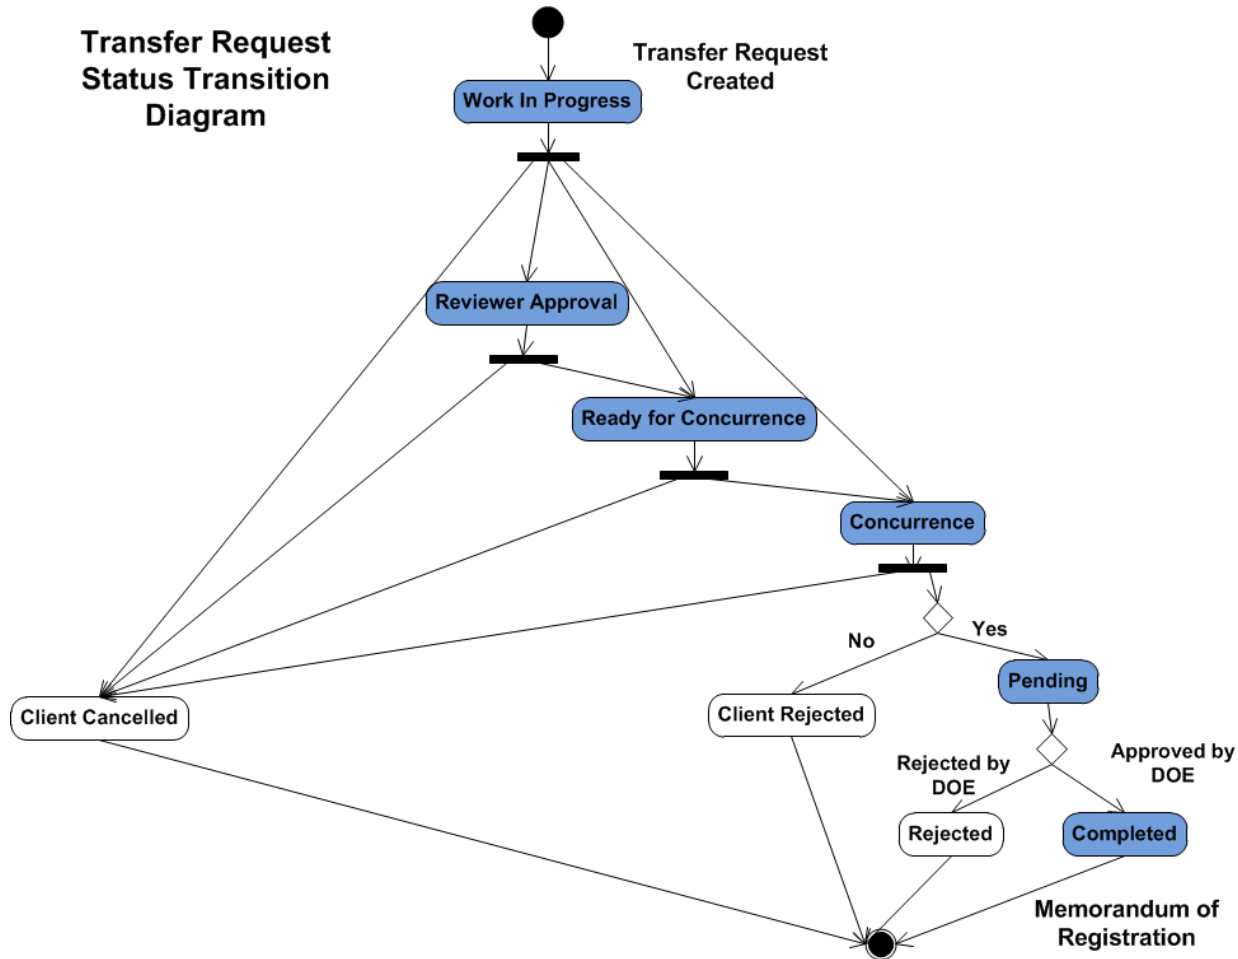 Transfer Request
Status Transition
Diagram
Transfer Request
Created
Work In Progress
Reviewer Approval
Ready for Concurrence
Concurrence
No
Yes
Pending
Client Cancelled
Client Rejected
Rejected by
DOE
Approved by
DOE
Rejected
Completed
Memorandum of
Registration